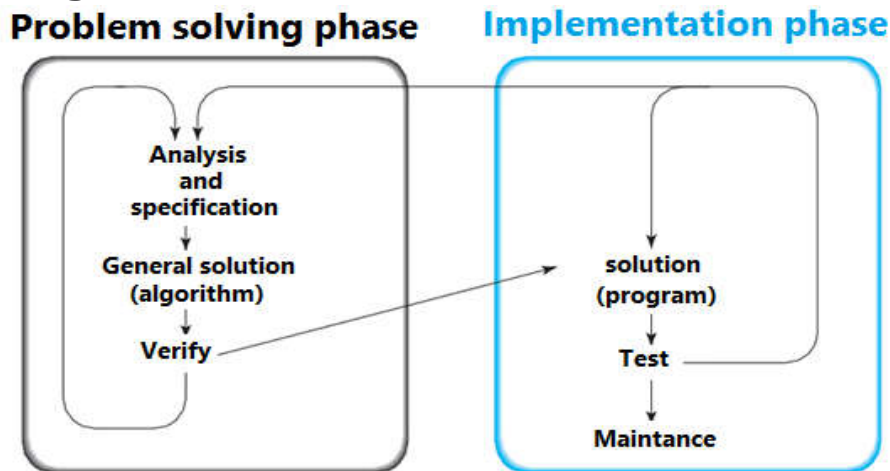 Problem solving phase
Implementation phase
Analysis
and
specification
General solution
(algorithm)
Verify
solution
(program)
Test
Maintance